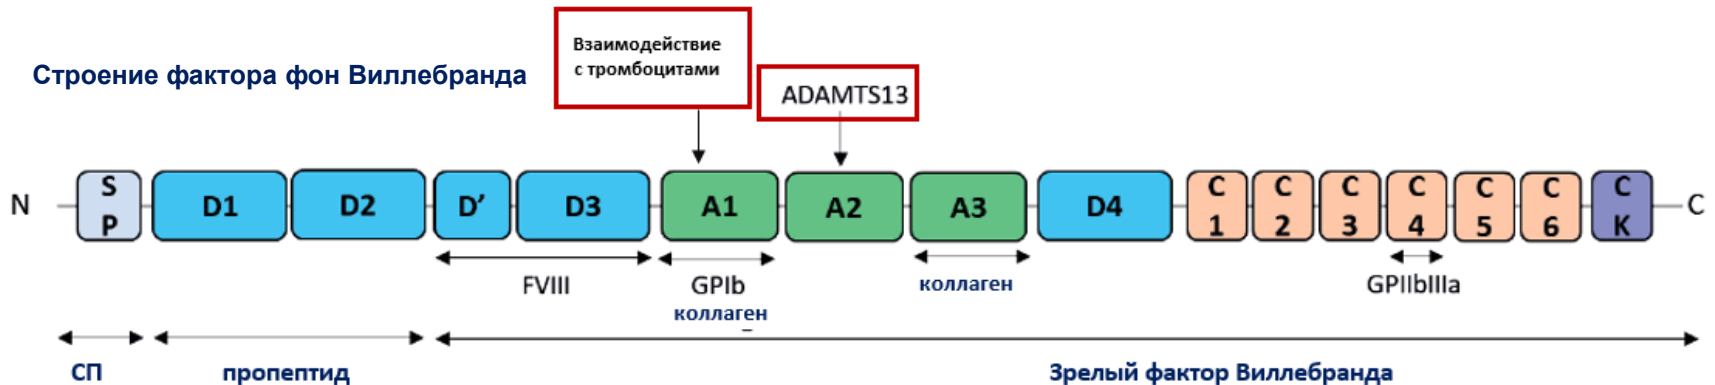 Взаимодействие
с тромбоцитами
Строение фактора фон Виллебранда
ADAMTS13
N
S
P
D1
D2
D’
D3
A1
A2
A3
D4
C
1
C
2
C
3
C
4
C
5
C
6
C
K
C
FVIII
GPIb
коллаген
коллаген
GPIIbIIIa
СП
пропептид
Зрелый фактор Виллебранда